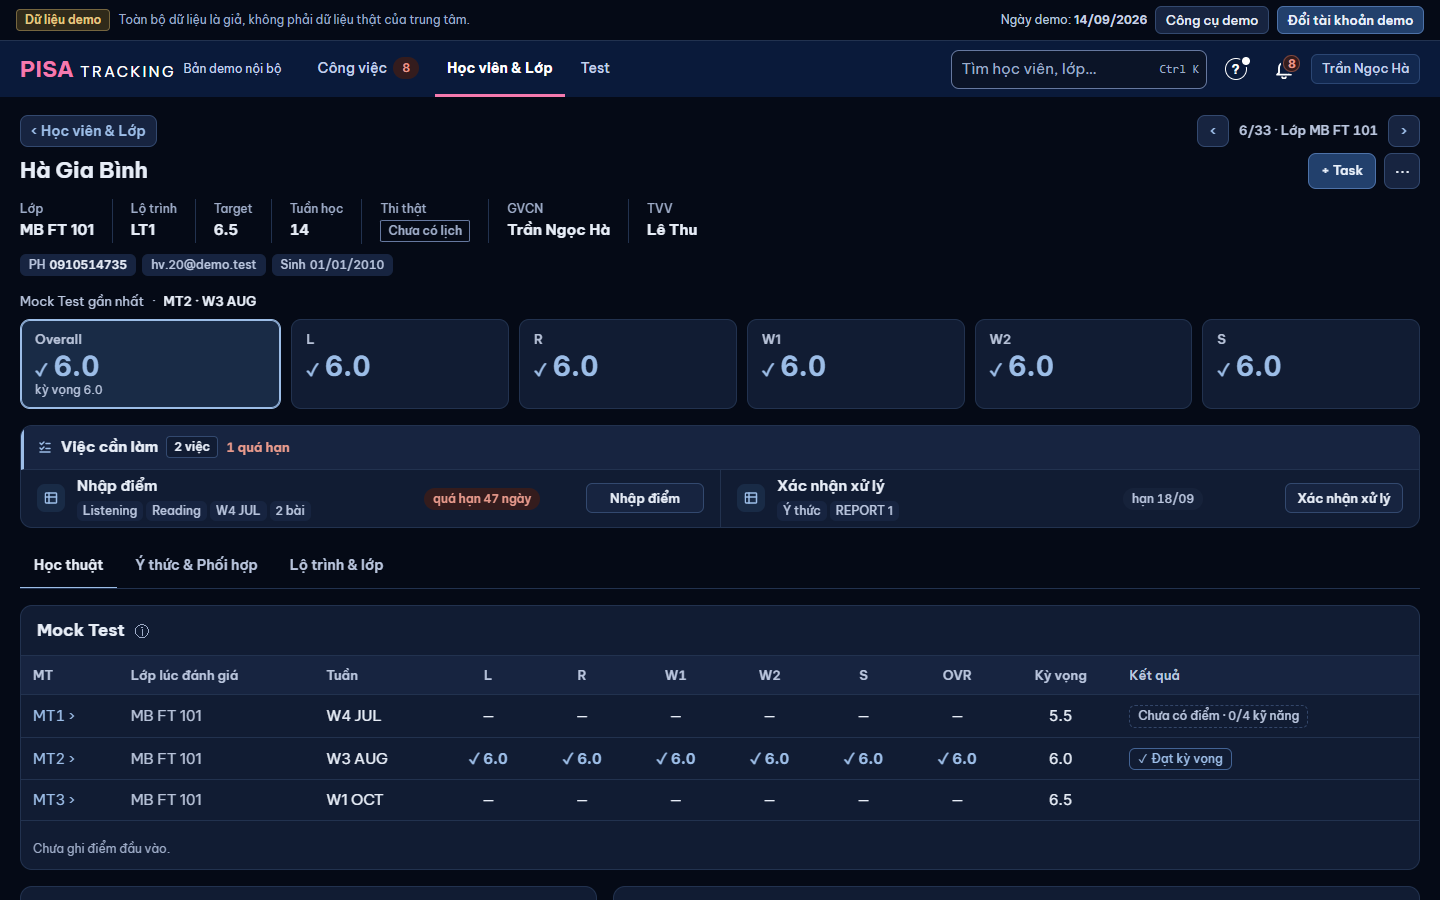 Dữ liệu demo Toàn bộ dữ liệu là giả, không phải dữ liệu thật của trung tâm. Ngày demo: 14/09/2026 Công cụ demo Đổi tài khoản demo
PISA TRACKING Bản demo nội bộ Công việc 8 Học viên & Lớp Test Tìm học viên, lớp... Ctrl K ? 8 Trần Ngọc Hà
‹ Học viên & Lớp ‹ 6/33 · Lớp MB FT 101 ›
Hà Gia Bình + Task ...
Lớp Lộ trình Target Tuần học Thi thật GVCN TVV
MB FT 101 LT1 6.5 14 Chưa có lịch Trần Ngọc Hà Lê Thu
PH 0910514735 hv.20@demo.test Sinh 01/01/2010
Mock Test gần nhất · MT2 · W3 AUG
Overall L R W1 W2 S
✓ 6.0 ✓ 6.0 ✓ 6.0 ✓ 6.0 ✓ 6.0 ✓ 6.0
kỳ vọng 6.0
Việc cần làm 2 việc 1 quá hạn
Nhập điểm quá hạn 47 ngày Nhập điểm
Listening Reading W4 JUL 2 bài
Xác nhận xử lý hạn 18/09 Xác nhận xử lý
Ý thức REPORT 1
Học thuật Ý thức & Phối hợp Lộ trình & lớp
Mock Test ⓘ
MT Lớp lúc đánh giá Tuần L R W1 W2 S OVR Kỳ vọng Kết quả
MT1 › MB FT 101 W4 JUL – – – – – – 5.5 Chưa có điểm · 0/4 kỹ năng
MT2 › MB FT 101 W3 AUG ✓ 6.0 ✓ 6.0 ✓ 6.0 ✓ 6.0 ✓ 6.0 ✓ 6.0 6.0 ✓ Đạt kỳ vọng
MT3 › MB FT 101 W1 OCT – – – – – – 6.5
Chưa ghi điểm đầu vào.